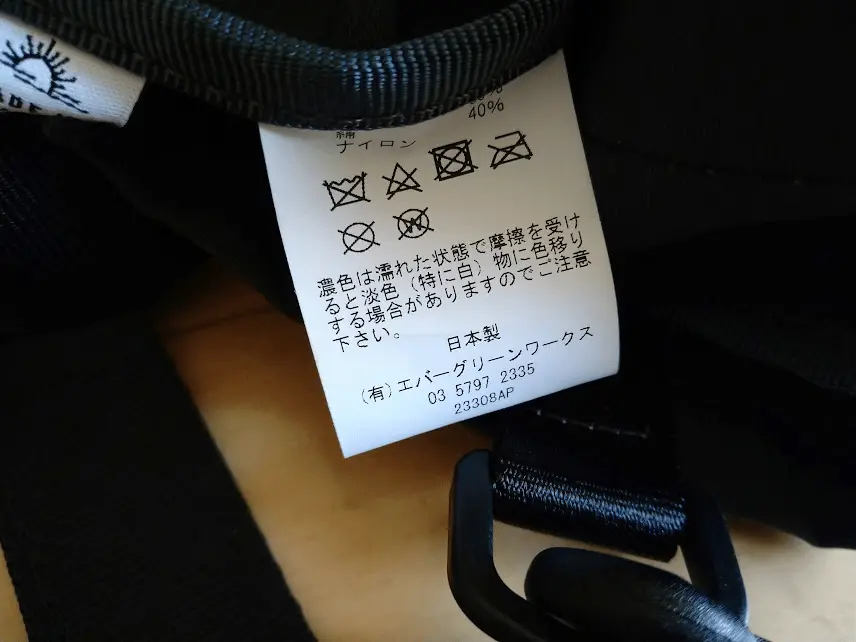 40%
ナイロン
濃色は濡れた状態で摩擦を受け
ると淡色(特に白)物に色移り
する場合がありますのでご注意
下さい。
日本製
(有)エバーグリーンワークス
03 5797 2335
23308AP